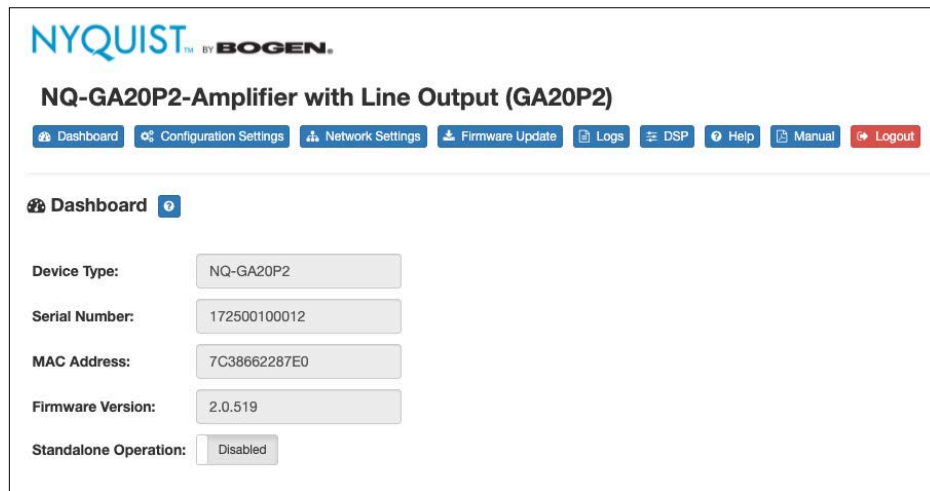 NYQUIST™ BY BOGEN®
NQ-GA20P2-Amplifier with Line Output (GA20P2)
Dashboard Configuration Settings Network Settings Firmware Update Logs DSP Help Manual Logout
Dashboard
Device Type: NQ-GA20P2
Serial Number: 172500100012
MAC Address: 7C38662287E0
Firmware Version: 2.0.519
Standalone Operation: Disabled